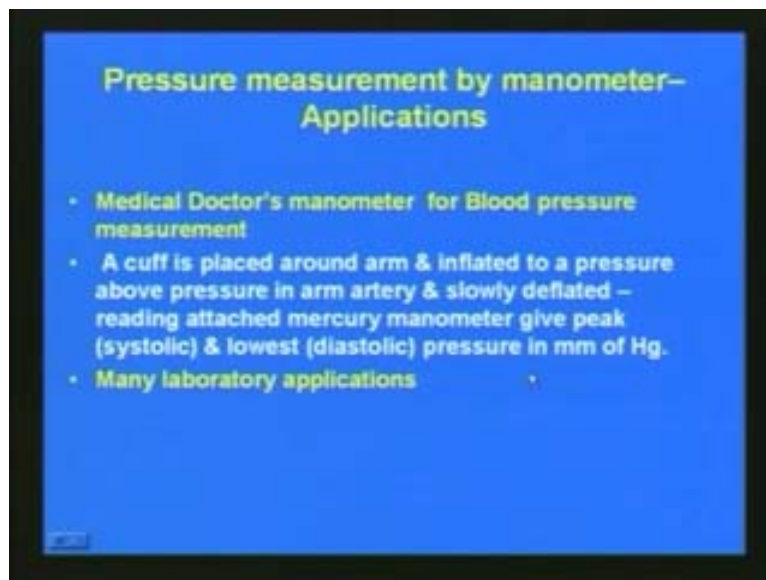 Pressure measurement by manometer–
Applications
• Medical Doctor's manometer for Blood pressure
measurement
• A cuff is placed around arm & inflated to a pressure
above pressure in arm artery & slowly deflated –
reading attached mercury manometer give peak
(systolic) & lowest (diastolic) pressure in mm of Hg.
• Many laboratory applications